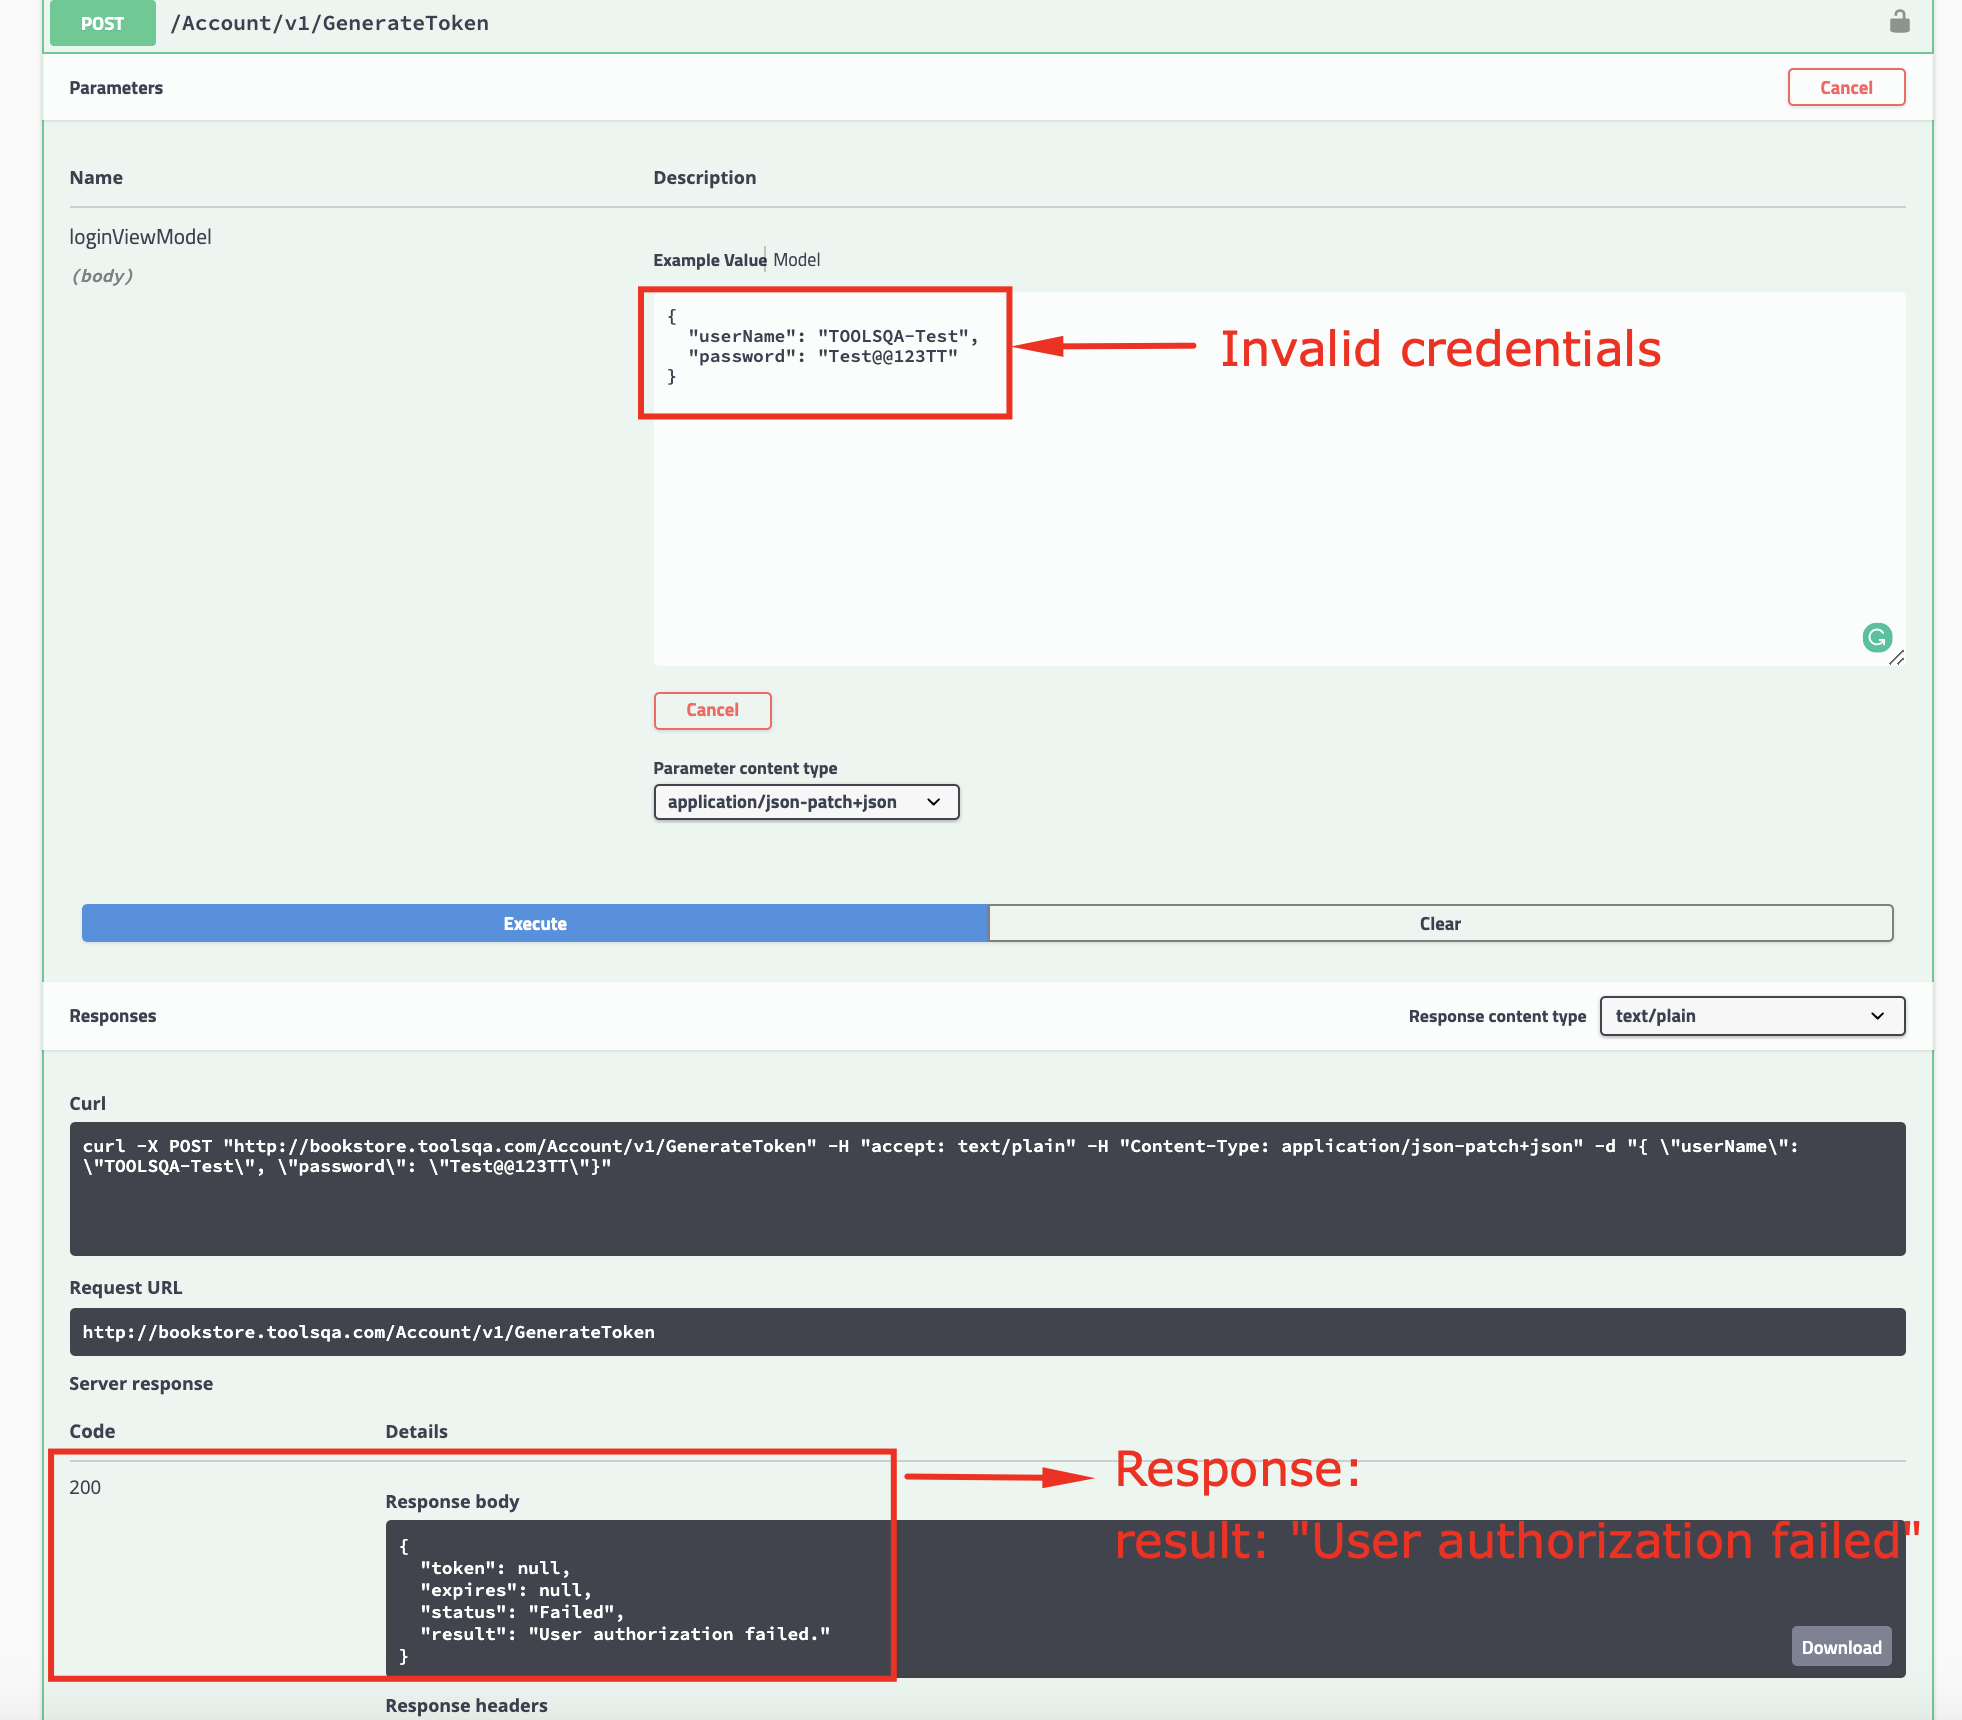 POST /Account/v1/GenerateToken
Parameters
Cancel
Name Description
loginViewModel
(body)
Example Value Model
{
"userName": "TOOLSQA-Test",
"password": "Test@@123TT"
}
Invalid credentials
Cancel
Parameter content type
application/json-patch+json
Execute Clear
Responses Response content type text/plain
Curl
curl -X POST "http://bookstore.toolsqa.com/Account/v1/GenerateToken" -H "accept: text/plain" -H "Content-Type: application/json-patch+json" -d "{ \"userName\":
\"TOOLSQA-Test\", \"password\": \"Test@@123TT\"}"
Request URL
http://bookstore.toolsqa.com/Account/v1/GenerateToken
Server response
Code Details
200
Response:
result: "User authorization failed"
Response body
{
"token": null,
"expires": null,
"status": "Failed",
"result": "User authorization failed."
}
Download
Response headers